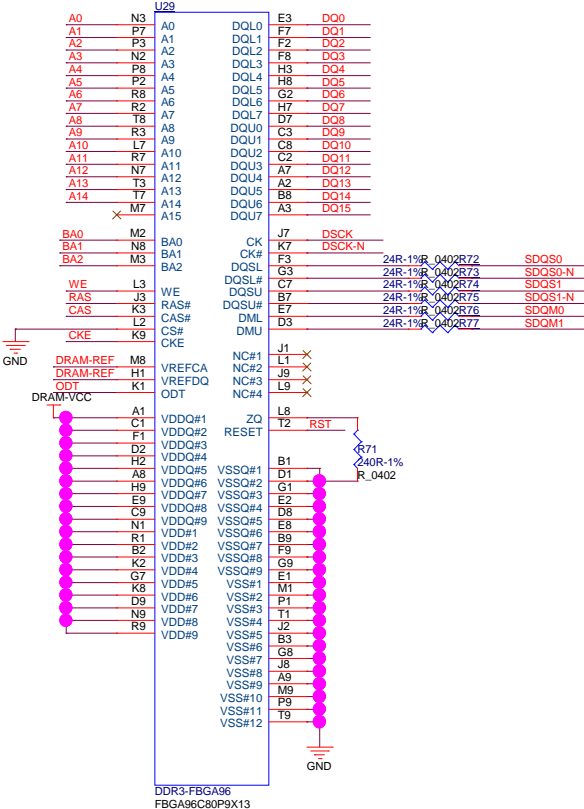 U29
A0 N3 A0 DQL0 E3 DQ0
A1 P7 A1 DQL1 F7 DQ1
A2 P3 A2 DQL2 F2 DQ2
A3 N2 A3 DQL3 F8 DQ3
A4 P8 A4 DQL4 H3 DQ4
A5 P2 A5 DQL5 H8 DQ5
A6 R8 A6 DQL6 G2 DQ6
A7 R2 A7 DQL7 H7 DQ7
A8 T8 A8 DQU0 D7 DQ8
A9 R3 A9 DQU1 C3 DQ9
A10 L7 A10 DQU2 C8 DQ10
A11 R7 A11 DQU3 C2 DQ11
A12 N7 A12 DQU4 A7 DQ12
A13 T3 A13 DQU5 A2 DQ13
A14 T7 A14 DQU6 B8 DQ14
M7 A15 DQU7 A3 DQ15
BA0 M2 BA0 CK J7 DSCK
BA1 N8 BA1 CK# K7 DSCK-N
BA2 M3 BA2 DQSL F3 24R-1% R_0402 R72 SDQS0
DQSL# G3 24R-1% R_0402 R73 SDQS0-N
WE L3 WE DQSU C7 24R-1% R_0402 R74 SDQS1
RAS J3 RAS# DQSU# B7 24R-1% R_0402 R75 SDQS1-N
CAS K3 CAS# DML E7 24R-1% R_0402 R76 SDQM0
L2 CS# DMU D3 24R-1% R_0402 R77 SDQM1
CKE K9 CKE
GND
NC#1 J1
DRAM-REF M8 VREFCA NC#2 L1
DRAM-REF H1 VREFDQ NC#3 J9
ODT K1 ODT NC#4 L9
DRAM-VCC
A1 VDDQ#1 ZQ L8
C1 VDDQ#2 RESET T2 RST
F1 VDDQ#3
D2 VDDQ#4 R71
H2 VDDQ#5 VSSQ#1 B1 240R-1%
A8 VDDQ#6 VSSQ#2 D1 R_0402
H9 VDDQ#7 VSSQ#3 G1
E9 VDDQ#8 VSSQ#4 E2
C9 VDDQ#9 VSSQ#5 D8
N1 VDD#1 VSSQ#6 E8
R1 VDD#2 VSSQ#7 B9
B2 VDD#3 VSSQ#8 F9
K2 VDD#4 VSSQ#9 G9
G7 VDD#5 VSS#1 E1
K8 VDD#6 VSS#2 M1
D9 VDD#7 VSS#3 P1
N9 VDD#8 VSS#4 T1
R9 VDD#9 VSS#5 J2
VSS#6 B3
VSS#7 G8
VSS#8 J8
VSS#9 A9
VSS#10 M9
VSS#11 P9
VSS#12 T9
GND
DDR3-FBGA96
FBGA96C80P9X13